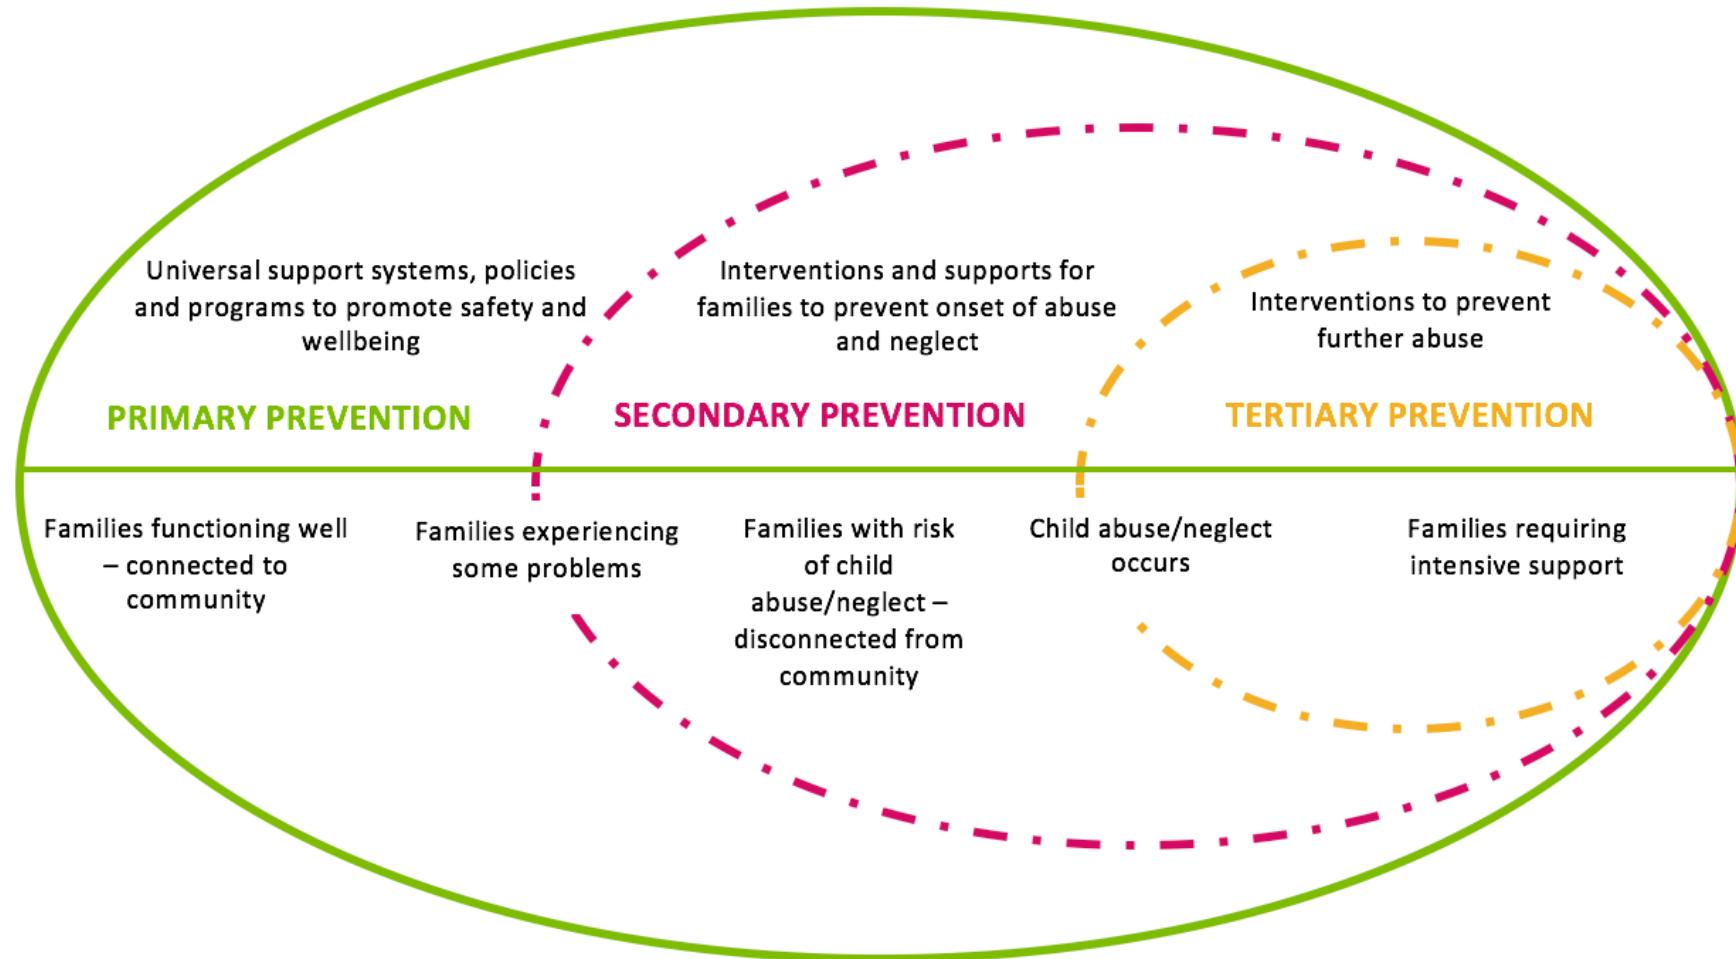 Universal support systems, policies
and programs to promote safety and
wellbeing
Interventions and supports for
families to prevent onset of abuse
and neglect
Interventions to prevent
further abuse
PRIMARY PREVENTION
SECONDARY PREVENTION
TERTIARY PREVENTION
Families functioning well
– connected to
community
Families experiencing
some problems
Families with risk
of child
abuse/neglect –
disconnected from
community
Child abuse/neglect
occurs
Families requiring
intensive support